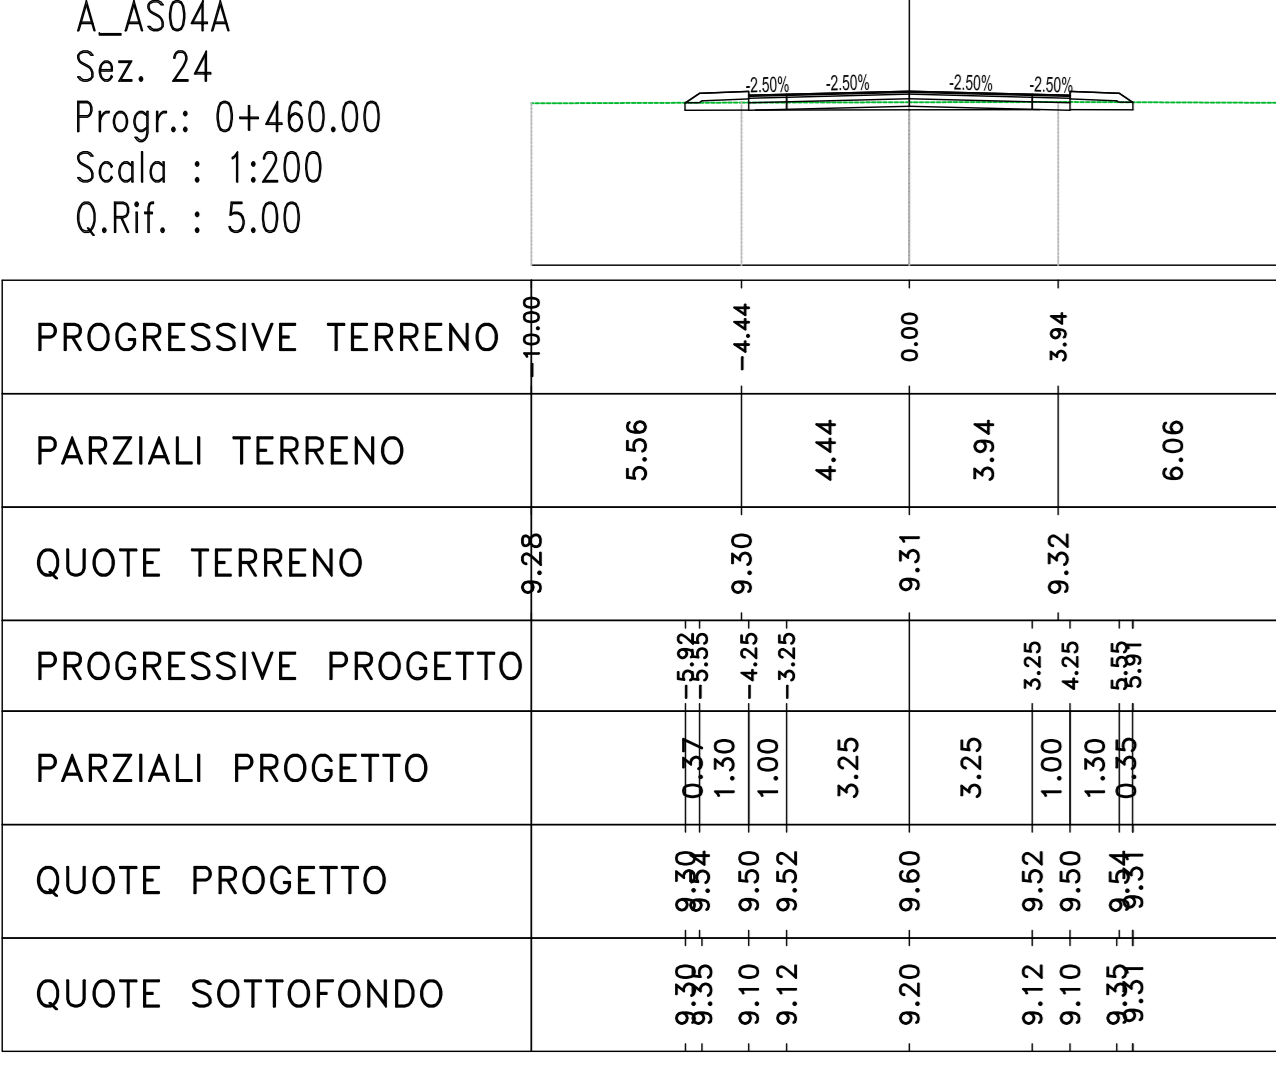 A_AS04A
Sez. 24
Progr.: 0+460.00
Scala : 1:200
Q.Rif. : 5.00
-2.50% -2.50% -2.50% -2.50%
PROGRESSIVE TERRENO -10.00 -4.44 0.00 3.94
PARZIALI TERRENO 5.56 4.44 3.94 6.06
QUOTE TERRENO 9.28 9.30 9.31 9.32
PROGRESSIVE PROGETTO -5.92 -5.55 -4.25 -3.25 3.25 4.25 5.55 5.91
PARZIALI PROGETTO 0.37 1.30 1.00 3.25 3.25 1.00 1.30 0.35
QUOTE PROGETTO 9.30 9.54 9.50 9.52 9.60 9.52 9.50 9.54 9.31
QUOTE SOTTOFONDO 9.30 9.35 9.10 9.12 9.20 9.12 9.10 9.35 9.31